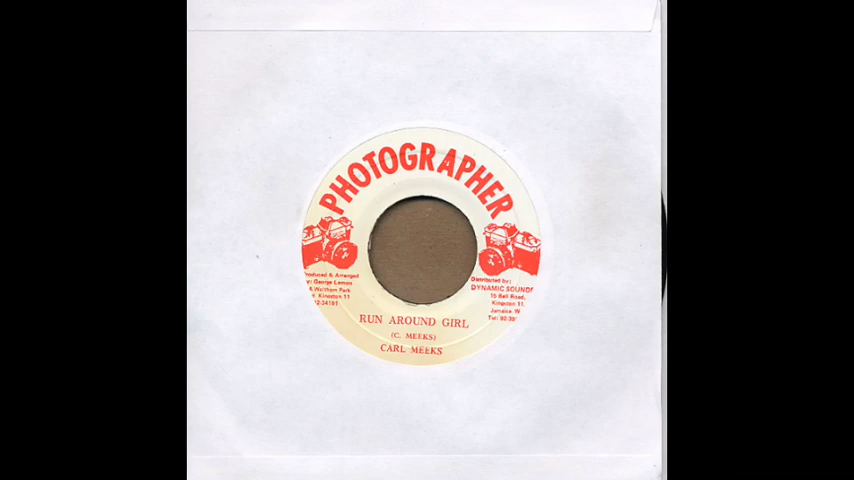 PHOTOGRAPHER
roduced & Arranged
George Lemon
Waltham Park
Kingston 11
Distributed by:
DYNAMIC SOUND
15 Bell Road,
Kingston 11,
Jamaica. W
RUN AROUND GIRL
(C. MEEKS)
CARL MEEKS